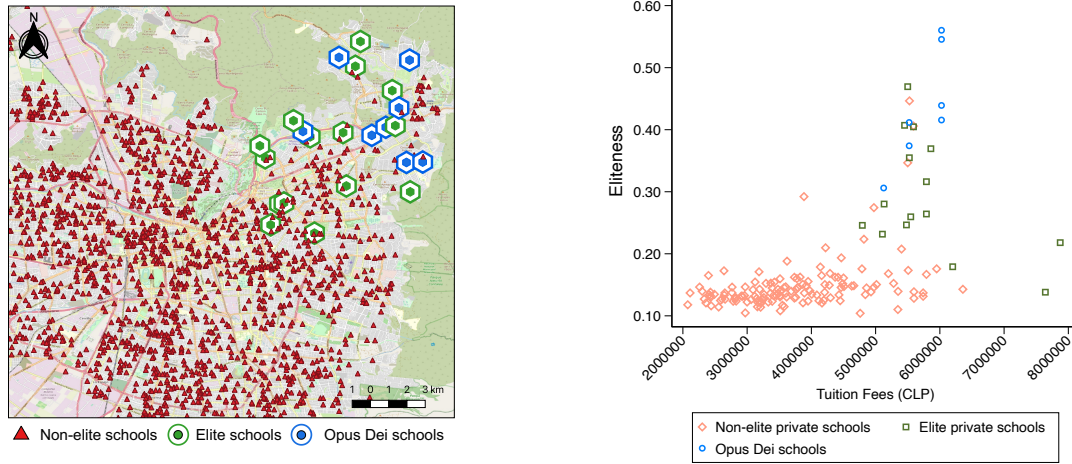 N
1 0 1 2 3 km
Non-elite schools Elite schools Opus Dei schools
0.60
0.50
0.40
0.30
0.20
0.10
Eliteness
2000000 3000000 4000000 5000000 6000000 7000000 8000000
Tuition Fees (CLP)
Non-elite private schools Elite private schools
Opus Dei schools